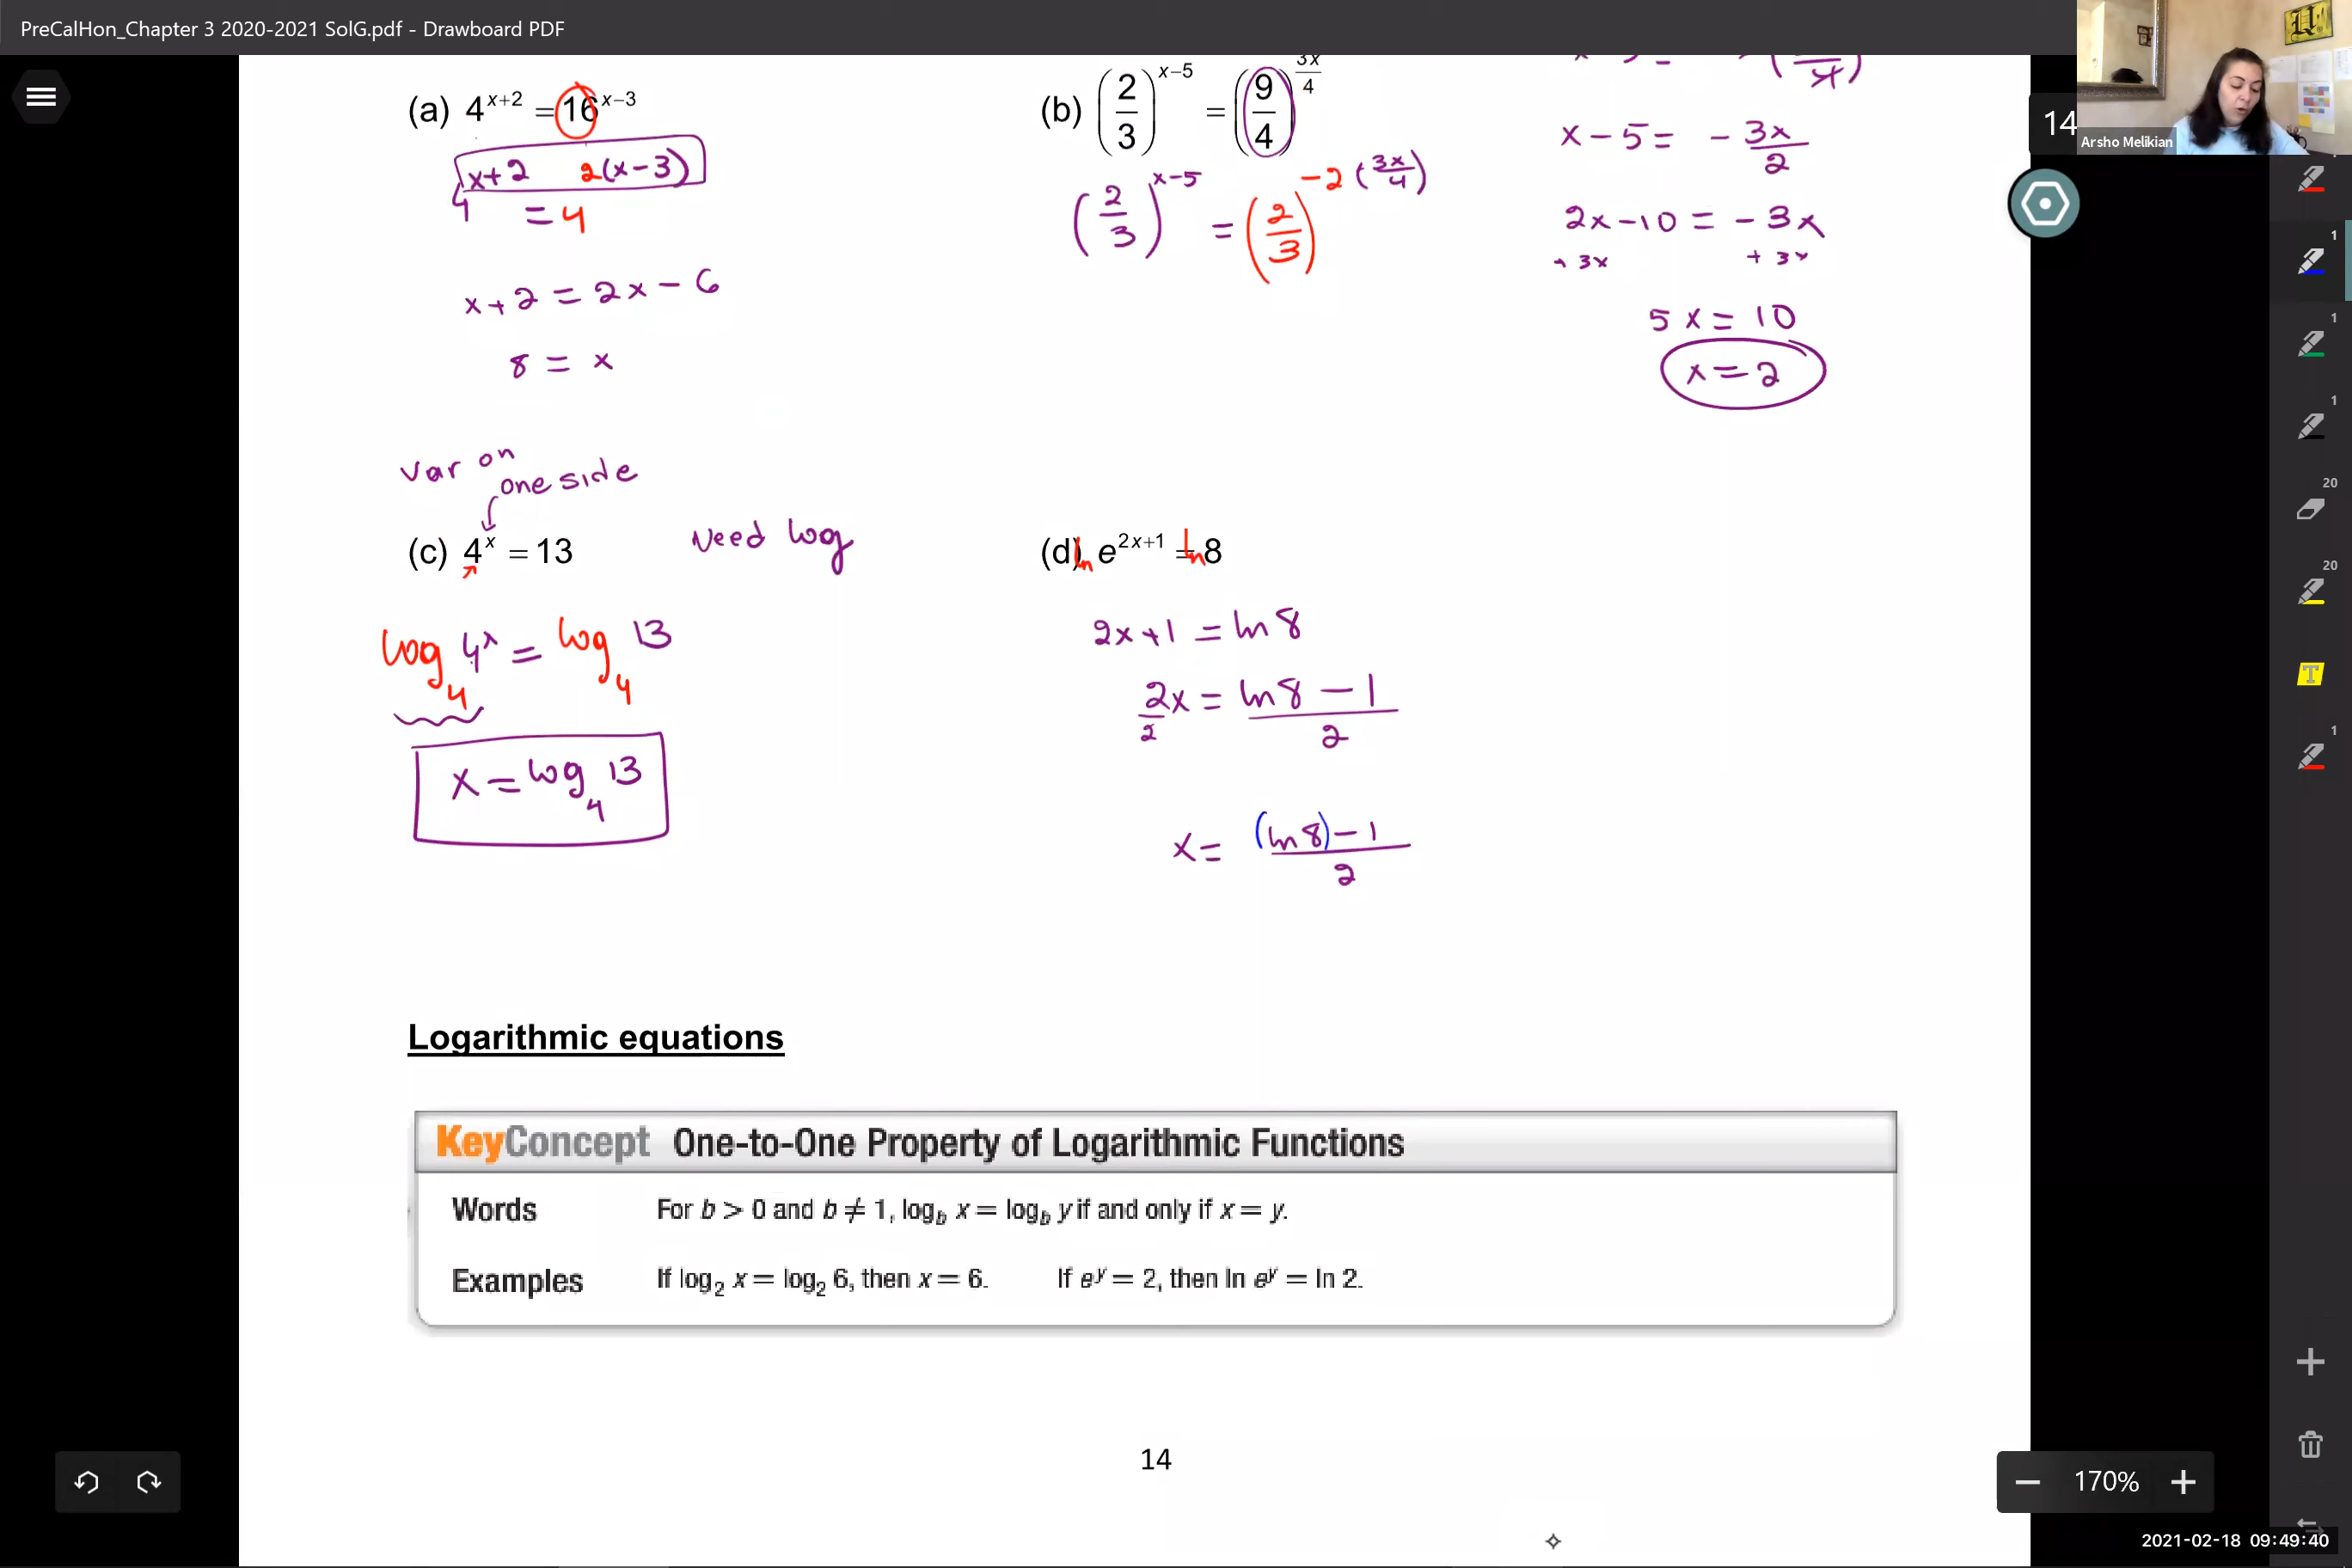 PreCalHon_Chapter 3 2020-2021 SolG.pdf - Drawboard PDF
Arsho Melikian
14
(a) 4^{x+2} = 16^{x-3}
4^{x+2} = 4^{2(x-3)}
x+2 = 2x-6
8 = x
(b) (2/3)^{x-5} = (9/4)^{3x/4}
(2/3)^{x-5} = (2/3)^{-2(3x/4)}
x-5 = -3x/2
2x-10 = -3x
+3x +3x
5x = 10
x = 2
var on
one side
(c) 4^x = 13
Need log
log_4 4^x = log_4 13
x = log_4 13
(d) ln e^{2x+1} = ln 8
2x+1 = ln 8
2x/2 = (ln 8 - 1)/2
x = ((ln 8) - 1)/2
Logarithmic equations
KeyConcept One-to-One Property of Logarithmic Functions
Words For b > 0 and b ≠ 1, log_b x = log_b y if and only if x = y.
Examples If log_2 x = log_2 6, then x = 6. If e^y = 2, then ln e^y = ln 2.
14
170%
1
1
1
20
20
T
1
2021-02-18 09:49:40